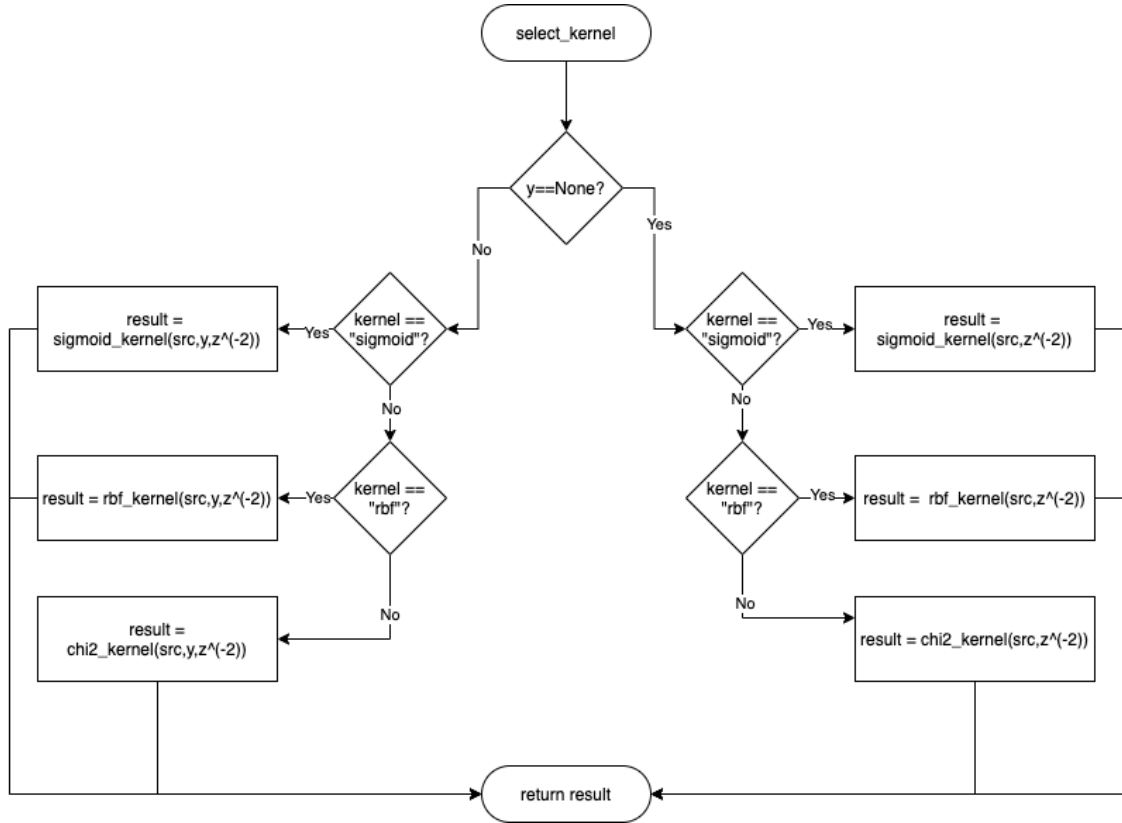 select_kernel
y==None?
No
Yes
result =
sigmoid_kernel(src,y,z^(-2))
Yes
kernel ==
"sigmoid"?
kernel ==
"sigmoid"?
Yes
result =
sigmoid_kernel(src,z^(-2))
No
No
result = rbf_kernel(src,y,z^(-2))
Yes
kernel ==
"rbf"?
kernel ==
"rbf"?
Yes
result =  rbf_kernel(src,z^(-2))
No
No
result =
chi2_kernel(src,y,z^(-2))
result = chi2_kernel(src,z^(-2))
return result